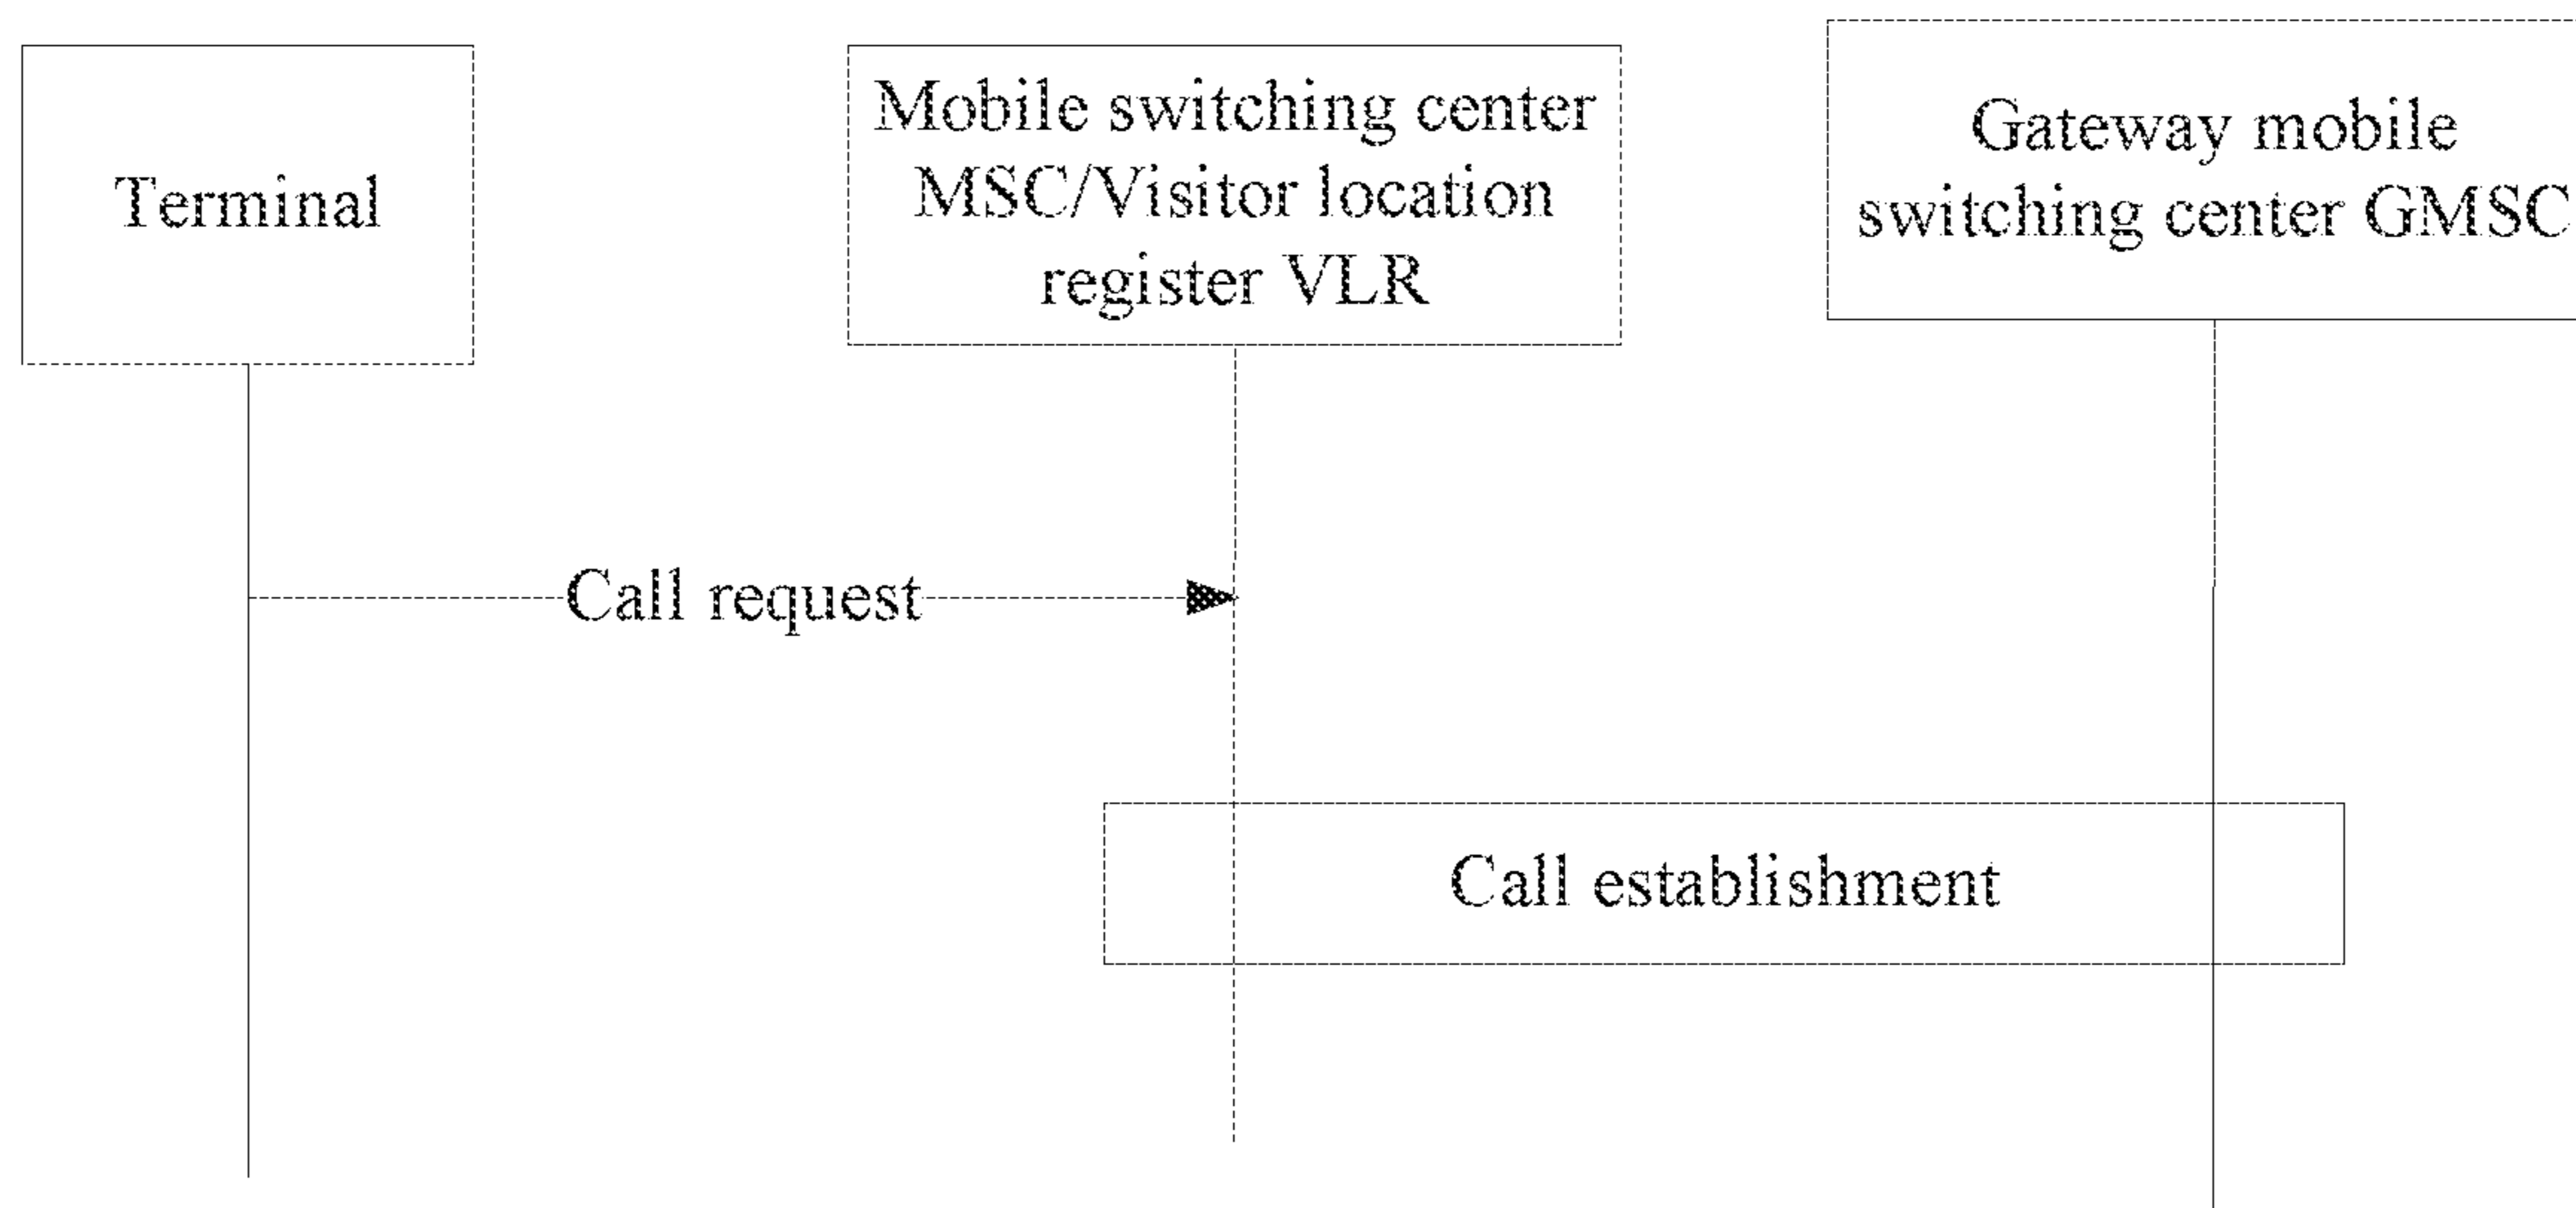 Terminal
Mobile switching center
MSC/Visitor location
register VLR
Gateway mobile
switching center GMSC
Call request
Call establishment